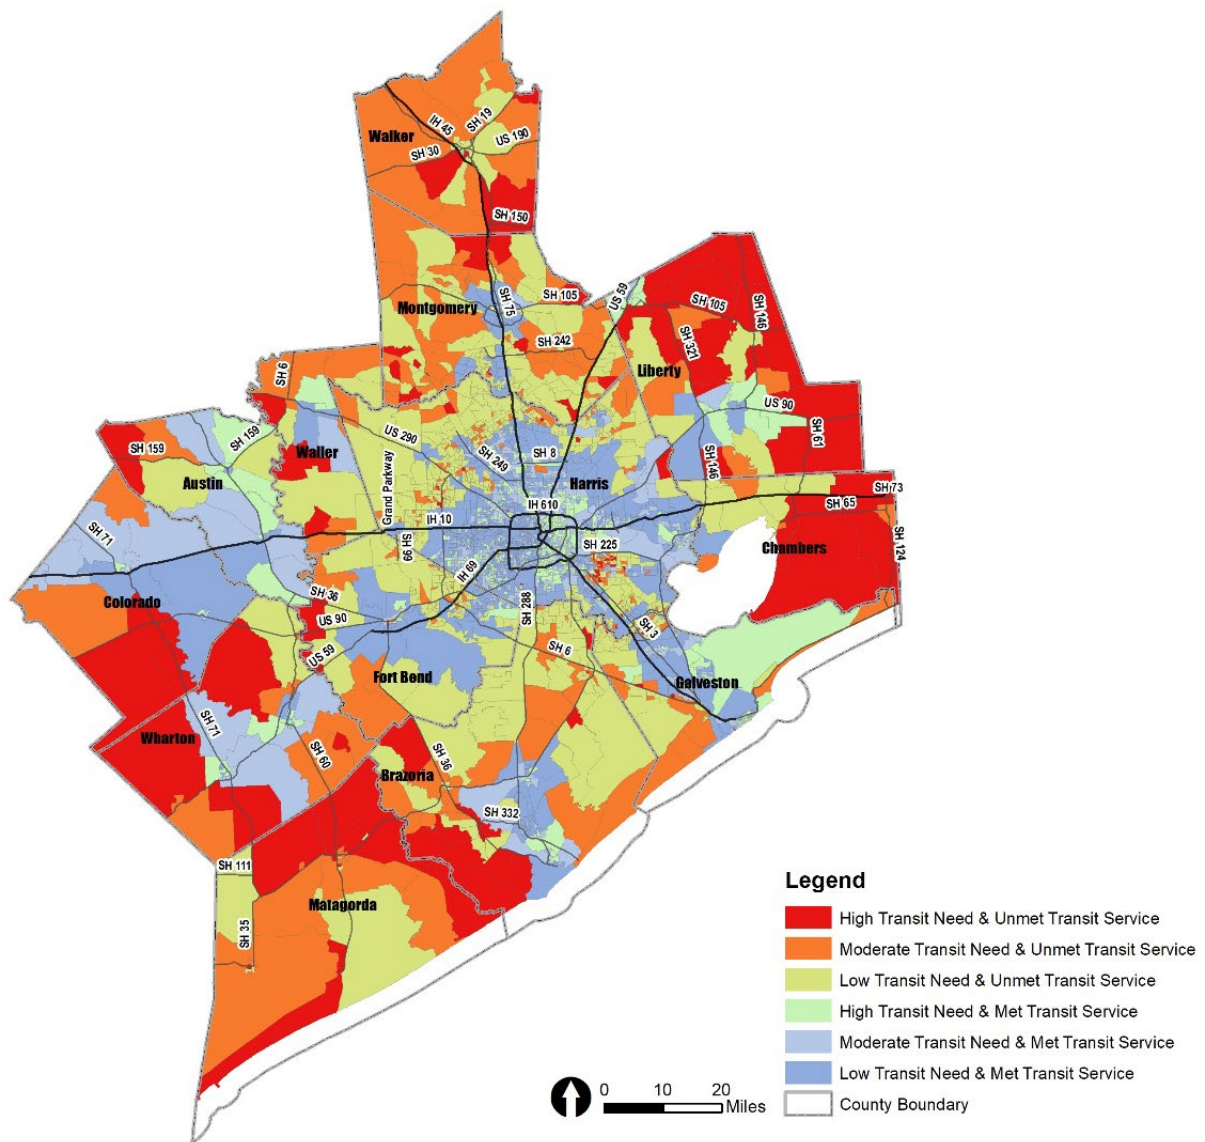 IH 45
SH 19
Walker
US 190
SH 30
SH 150
US 59
SH 105
SH 105
SH 75
Montgomery
SH 146
SH 242
SH 321
Liberty
SH 6
US 90
SH 159
SH 159
US 290
SH 61
Waller
SH 249
SH 8
SH 146
Austin
Harris
Grand Parkway
SH 73
IH 610
SH 65
IH 10
SH 71
SH 99
SH 225
Chambers
SH 124
IH 69
SH 36
Colorado
SH 288
US 90
SH 3
US 59
SH 6
Fort Bend
Galveston
SH 71
Wharton
SH 60
SH 36
Brazoria
SH 332
SH 111
Matagorda
SH 35
Legend
High Transit Need & Unmet Transit Service
Moderate Transit Need & Unmet Transit Service
Low Transit Need & Unmet Transit Service
High Transit Need & Met Transit Service
Moderate Transit Need & Met Transit Service
Low Transit Need & Met Transit Service
County Boundary
0 10 20
Miles